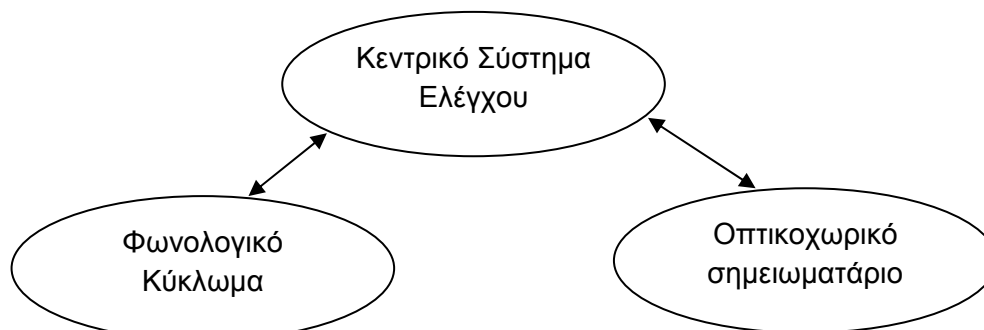 Κεντρικό Σύστημα
Ελέγχου
Φωνολογικό
Κύκλωμα
Οπτικοχωρικό
σημειωματάριο